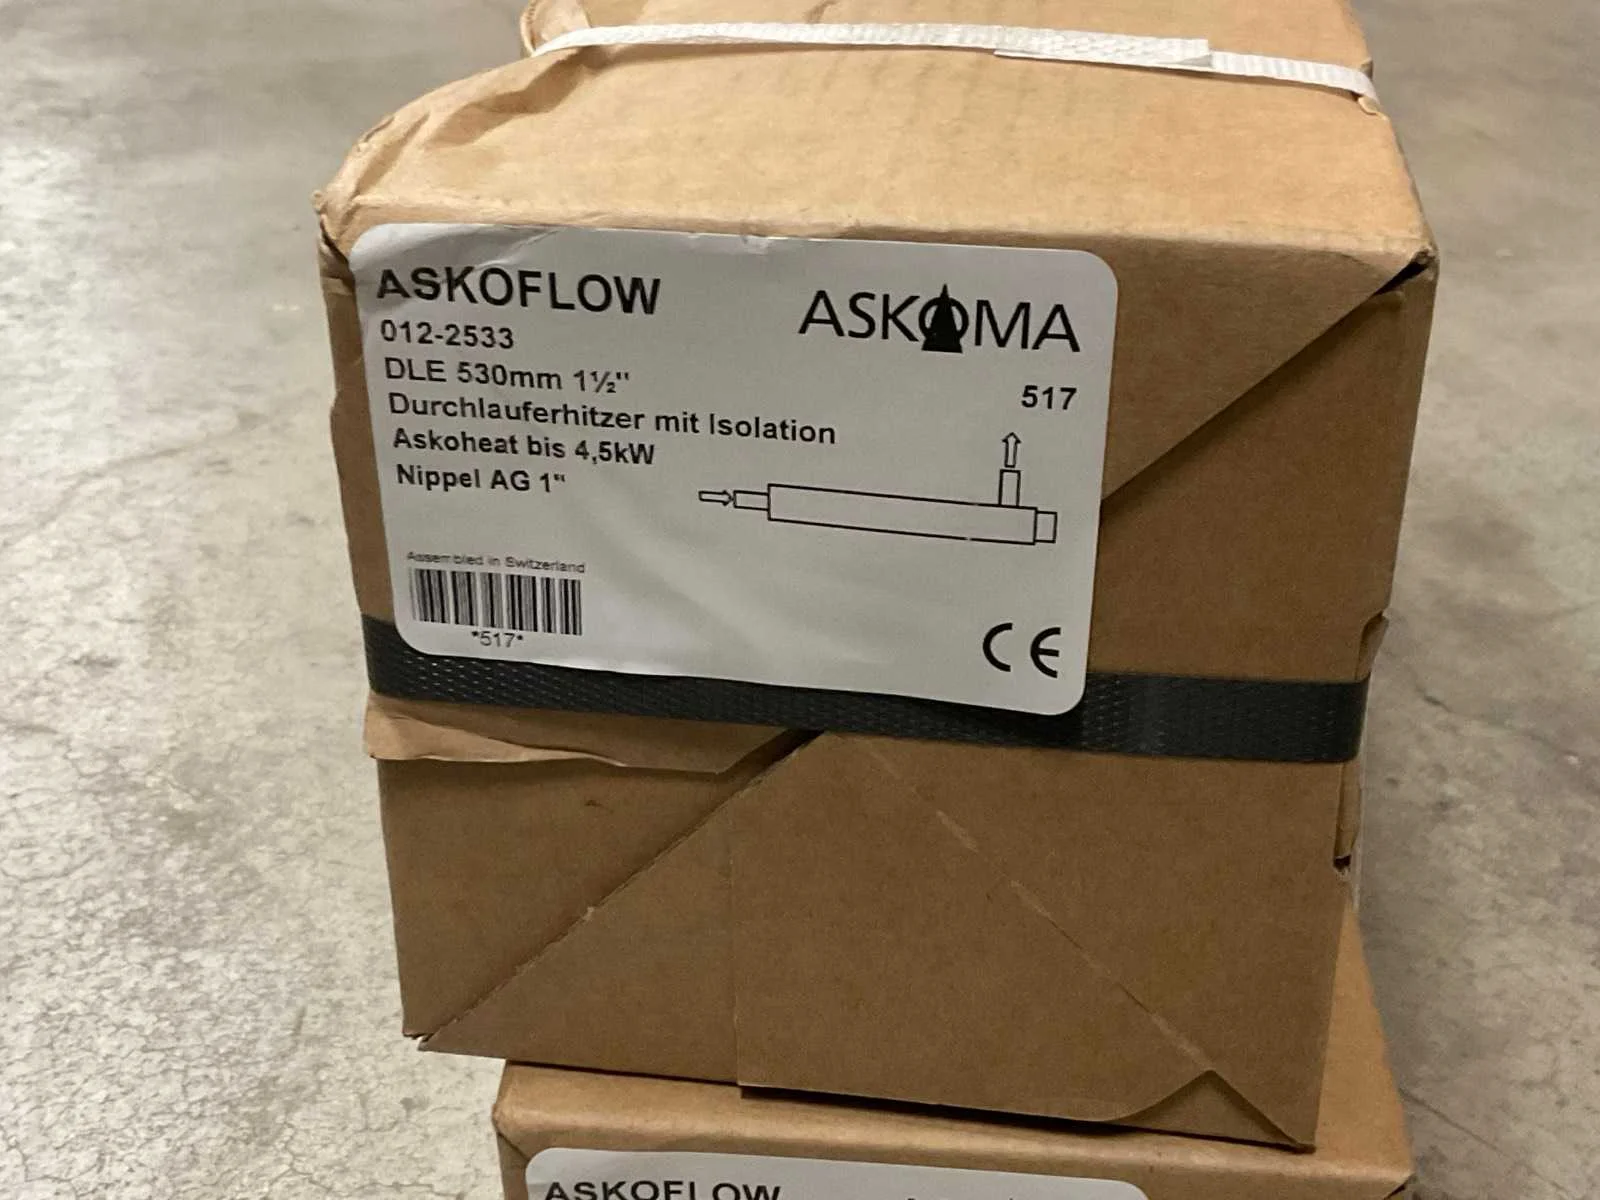 ASKOFLOW
ASKOMA
012-2533
DLE 530mm 1½"
517
Durchlauferhitzer mit Isolation
Askoheat bis 4,5kW
Nippel AG 1"
Assembled in Switzerland
*517*
CE
ASKOFLOW